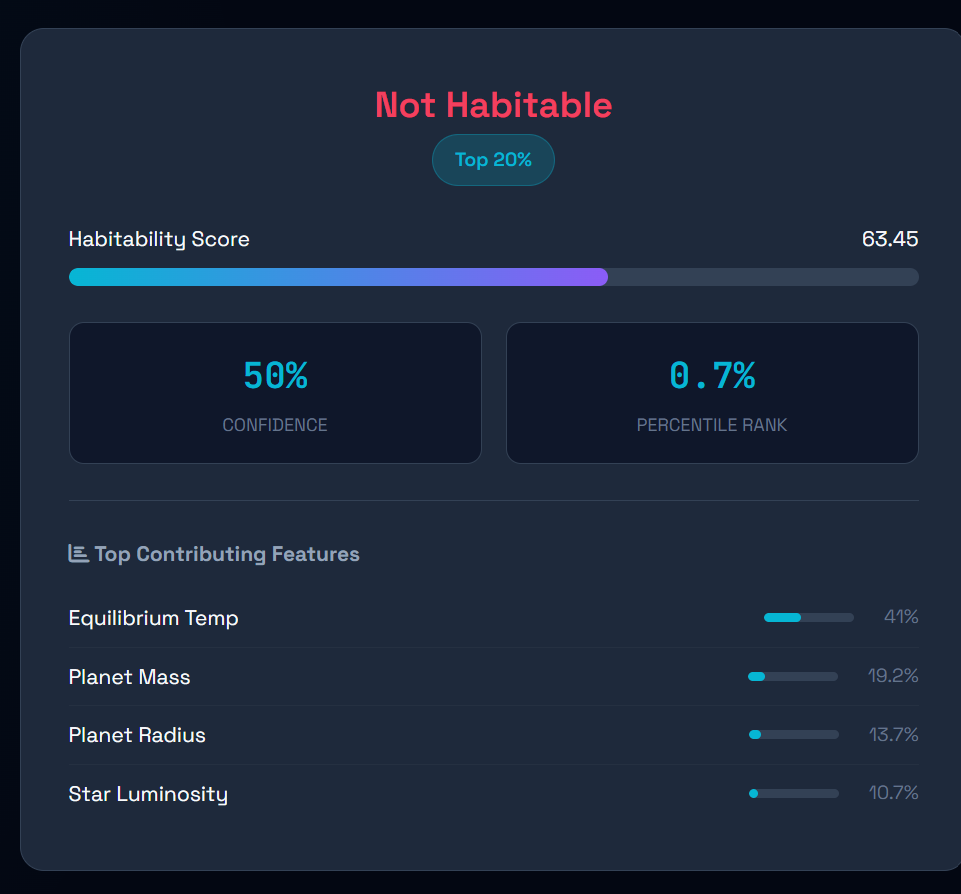 Not Habitable
Top 20%
Habitability Score 63.45
50% 0.7%
CONFIDENCE PERCENTILE RANK
Top Contributing Features
Equilibrium Temp 41%
Planet Mass 19.2%
Planet Radius 13.7%
Star Luminosity 10.7%